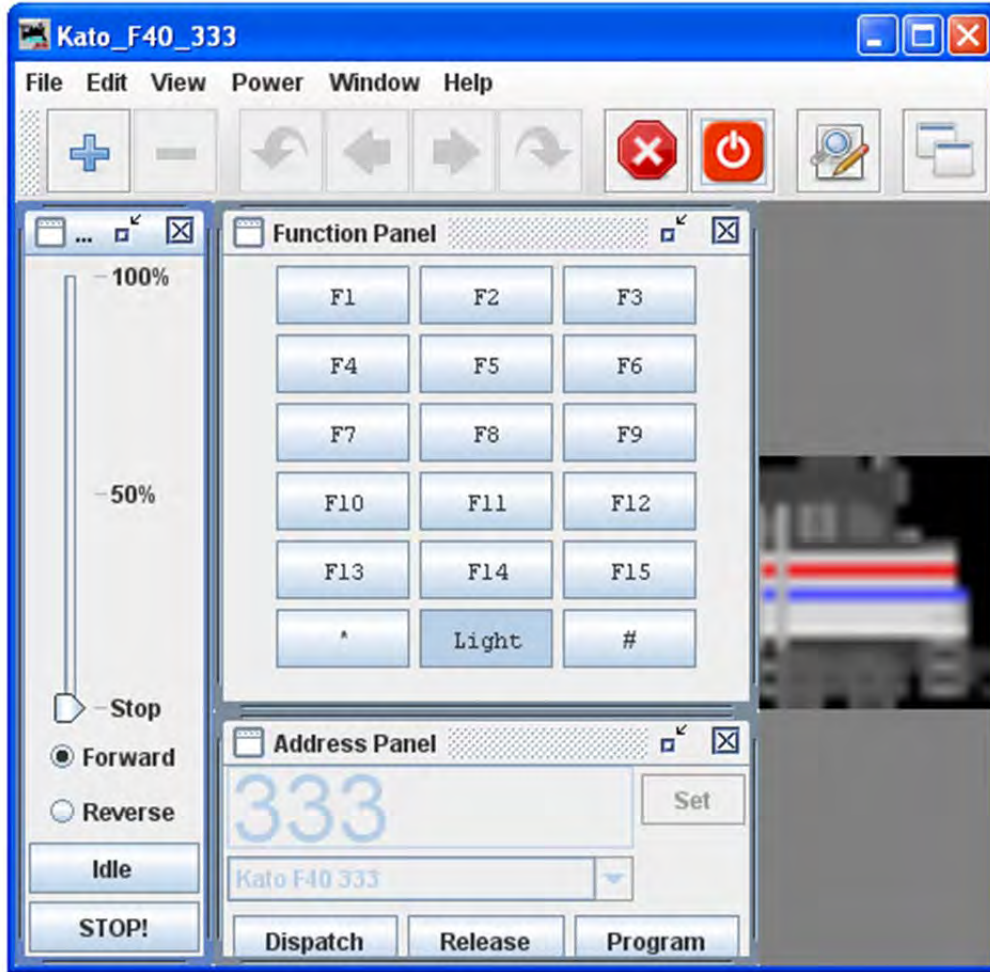 Kato_F40_333
File Edit View Power Window Help
...
100%
50%
Stop
Forward
Reverse
Idle
STOP!
Function Panel
F1 F2 F3
F4 F5 F6
F7 F8 F9
F10 F11 F12
F13 F14 F15
* Light #
Address Panel
333 Set
Kato F40 333
Dispatch Release Program